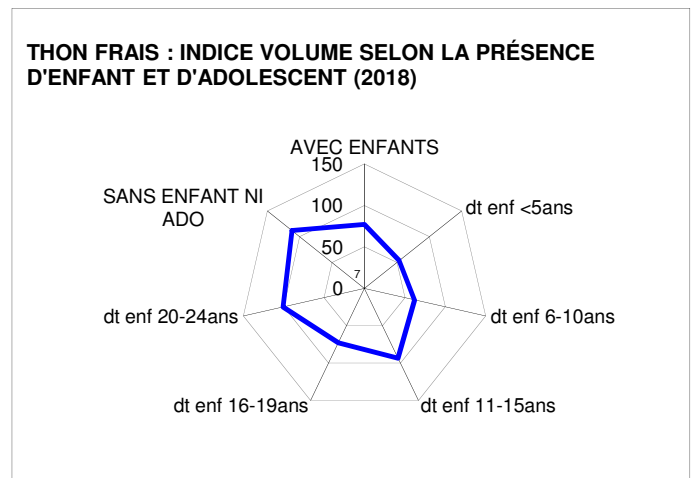 THON FRAIS : INDICE VOLUME SELON LA PRÉSENCE
D'ENFANT ET D'ADOLESCENT (2018)
AVEC ENFANTS
150
100
50
7
0
dt enf <5ans
dt enf 6-10ans
dt enf 11-15ans
dt enf 16-19ans
dt enf 20-24ans
SANS ENFANT NI
ADO